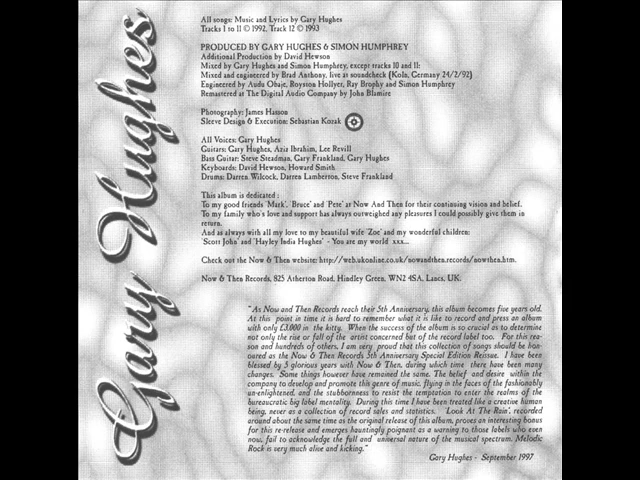 Gary Hughes
All songs: Music and Lyrics by Gary Hughes
Tracks 1 to 11 © 1992, Track 12 © 1993
PRODUCED BY GARY HUGHES & SIMON HUMPHREY
Additional Production by David Hewson
Mixed by Gary Hughes and Simon Humphrey, except tracks 10 and 11:
Mixed and engineered by Brad Anthony, live at soundcheck (Koln, Germany 24/2/92)
Engineered by Audu Obaje, Royston Hollyer, Ray Brophy and Simon Humphrey
Remastered at The Digital Audio Company by John Blamire
Photography: James Hasson
Sleeve Design & Execution: Sebastian Kozak
All Voices: Gary Hughes
Guitars: Gary Hughes, Aziz Ibrahim, Lee Revill
Bass Guitar: Steve Steadman, Gary Frankland, Gary Hughes
Keyboards: David Hewson, Howard Smith
Drums: Darren Wilcock, Darren Lamberton, Steve Frankland
This album is dedicated :
To my good friends 'Mark', 'Bruce' and 'Pete' at Now And Then for their continuing vision and belief.
To my family who's love and support has always outweighed any pleasures I could possibly give them in
return.
And as always with all my love to my beautiful wife 'Zoe' and my wonderful children:
'Scott John' and 'Hayley India Hughes' - You are my world xxx...
Check out the Now & Then website: http://web.ukonline.co.uk/nowandthen.records/nowthen.htm.
Now & Then Records, 825 Atherton Road, Hindley Green, WN2 4SA, Lancs, UK.
"As Now and Then Records reach their 5th Anniversary, this album becomes five years old.
At this point in time it is hard to remember what it is like to record and press an album
with only £3,000 in the kitty. When the success of the album is so crucial as to determine
not only the rise or fall of the artist concerned but of the record label too. For this rea-
son and hundreds of others, I am very proud that this collection of songs should be hon-
oured as the Now & Then Records 5th Anniversary Special Edition Reissue. I have been
blessed by 5 glorious years with Now & Then, during which time there have been many
changes. Some things however have remained the same. The belief and desire within the
company to develop and promote this genre of music, flying in the faces of the fashionably
un-enlightened, and the stubbornness to resist the temptation to enter the realms of the
bureaucratic big label mentality. During this time I have been treated like a creative human
being, never as a collection of record sales and statistics. 'Look At The Rain', recorded
around about the same time as the original release of this album, proves an interesting bonus
for this re-release and emerges hauntingly poignant as a warning to those labels who even
now, fail to acknowledge the full and universal nature of the musical spectrum. Melodic
Rock is very much alive and kicking."
Gary Hughes - September 1997